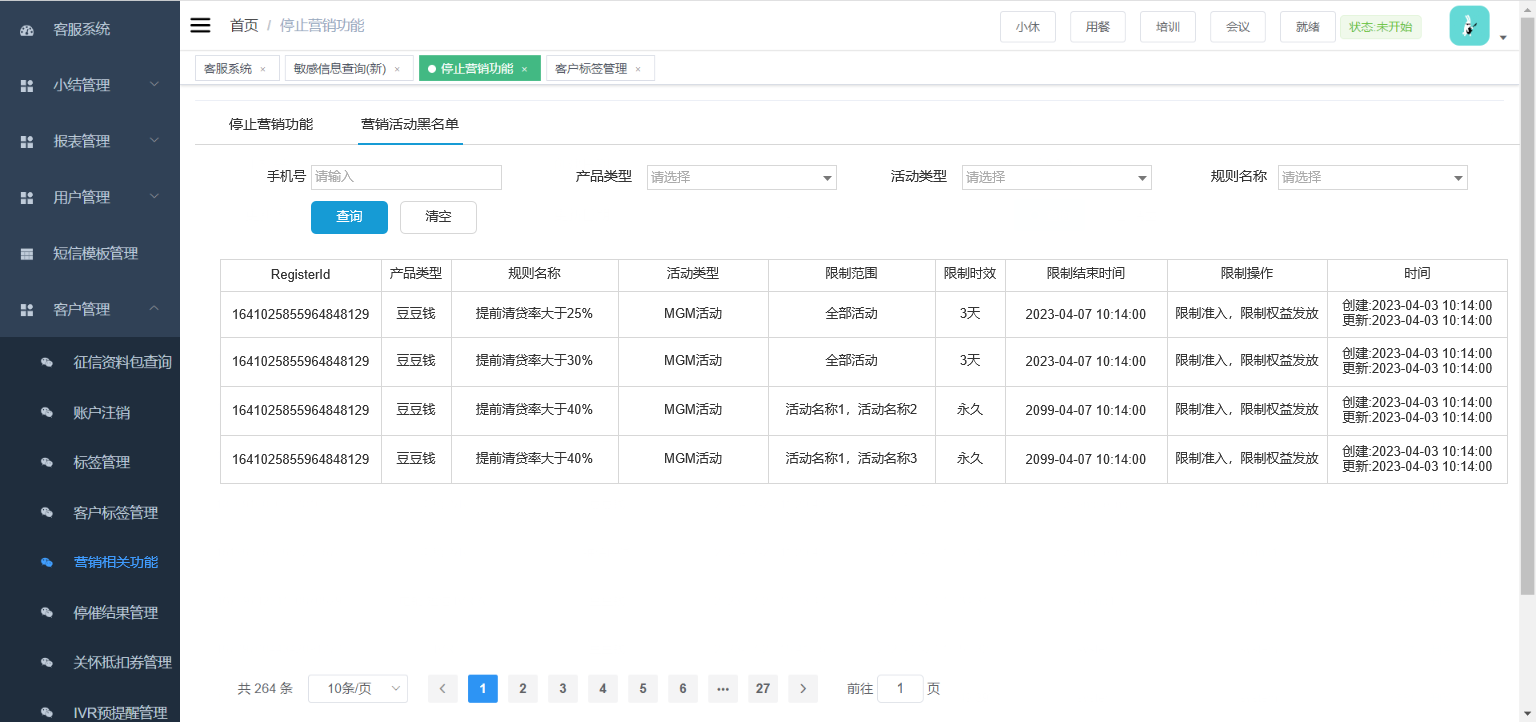 客服系统
小结管理
报表管理
用户管理
短信模板管理
客户管理
征信资料包查询
账户注销
标签管理
客户标签管理
营销相关功能
停催结果管理
关怀抵扣券管理
IVR预提醒管理
首页 / 停止营销功能
小休 用餐 培训 会议 就绪 状态:未开始
客服系统 × 敏感信息查询(新) × 停止营销功能 × 客户标签管理 ×
停止营销功能 营销活动黑名单
手机号 请输入 产品类型 请选择 活动类型 请选择 规则名称 请选择
查询 清空
RegisterId 产品类型 规则名称 活动类型 限制范围 限制时效 限制结束时间 限制操作 时间
1641025855964848129 豆豆钱 提前清贷率大于25% MGM活动 全部活动 3天 2023-04-07 10:14:00 限制准入，限制权益发放 创建:2023-04-03 10:14:00
更新:2023-04-03 10:14:00
1641025855964848129 豆豆钱 提前清贷率大于30% MGM活动 全部活动 3天 2023-04-07 10:14:00 限制准入，限制权益发放 创建:2023-04-03 10:14:00
更新:2023-04-03 10:14:00
1641025855964848129 豆豆钱 提前清贷率大于40% MGM活动 活动名称1，活动名称2 永久 2099-04-07 10:14:00 限制准入，限制权益发放 创建:2023-04-03 10:14:00
更新:2023-04-03 10:14:00
1641025855964848129 豆豆钱 提前清贷率大于40% MGM活动 活动名称1，活动名称3 永久 2099-04-07 10:14:00 限制准入，限制权益发放 创建:2023-04-03 10:14:00
更新:2023-04-03 10:14:00
共 264 条 10条/页 < 1 2 3 4 5 6 ••• 27 > 前往 1 页